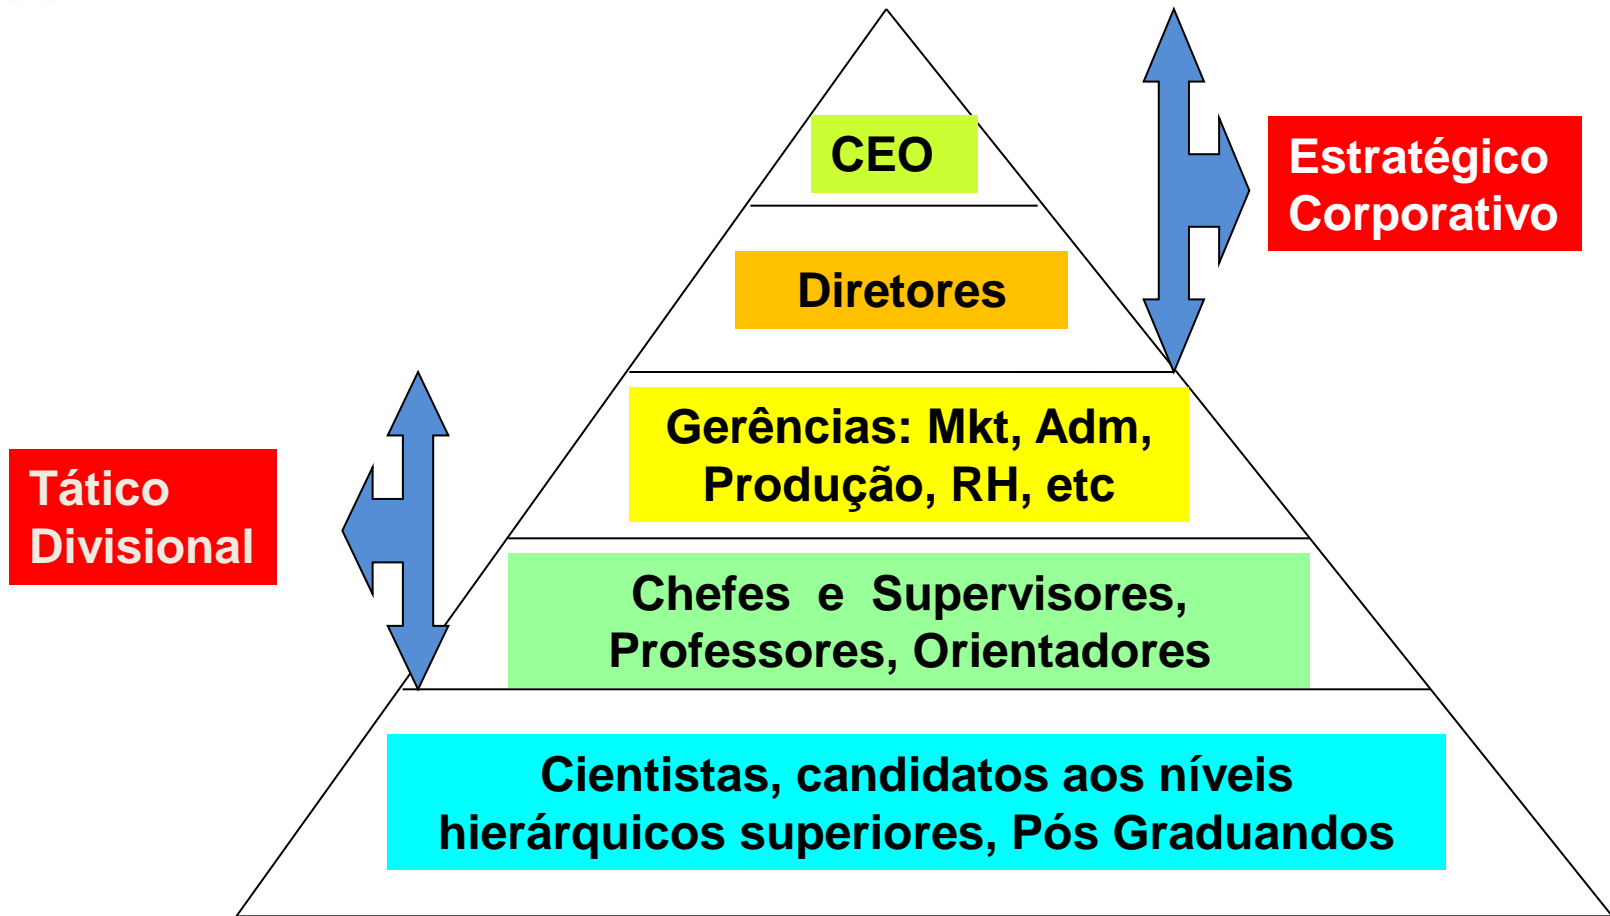 CEO
Estratégico
Corporativo
Diretores
Gerências: Mkt, Adm,
Produção, RH, etc
Tático
Divisional
Chefes e Supervisores,
Professores, Orientadores
Cientistas, candidatos aos níveis
hierárquicos superiores, Pós Graduandos